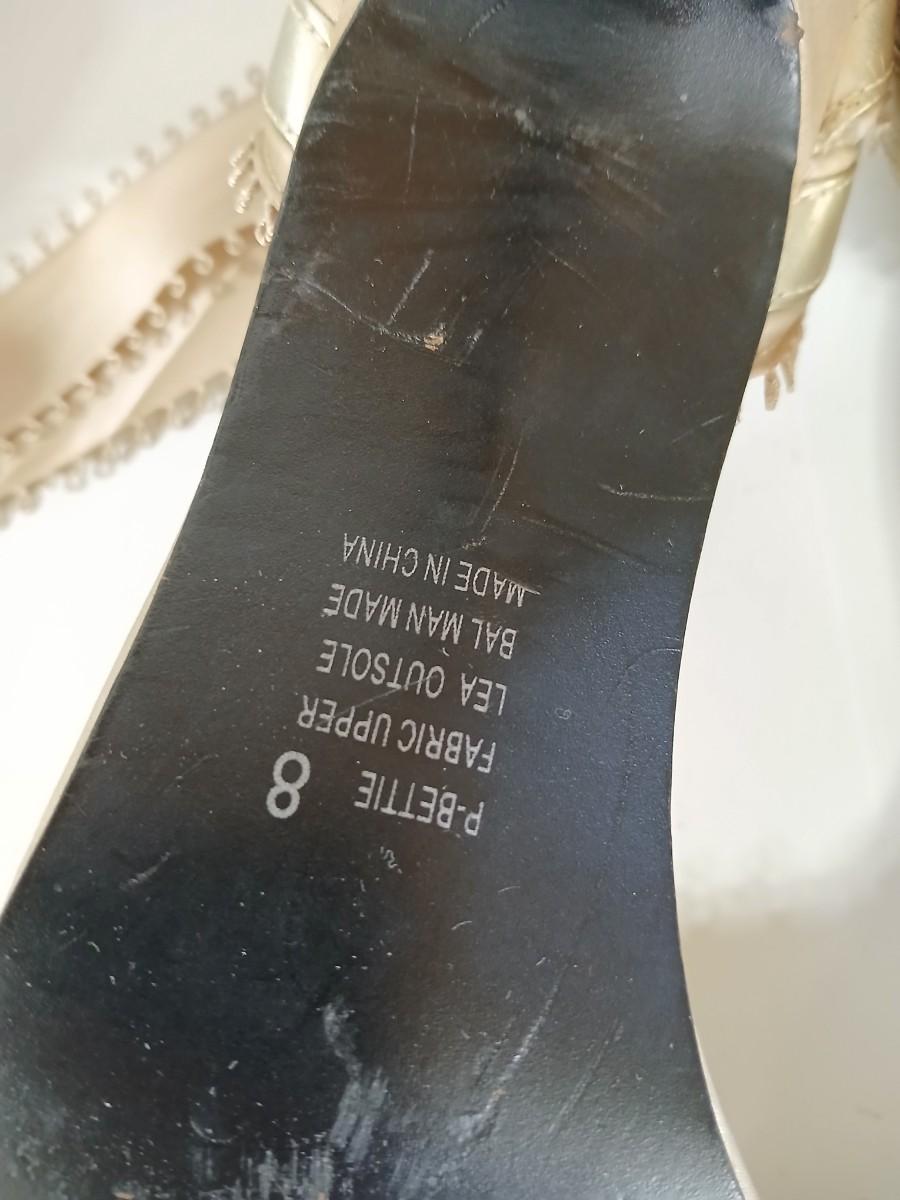 P-BETTIE 8
FABRIC UPPER
LEA OUTSOLE
BAL MAN MADE
MADE IN CHINA